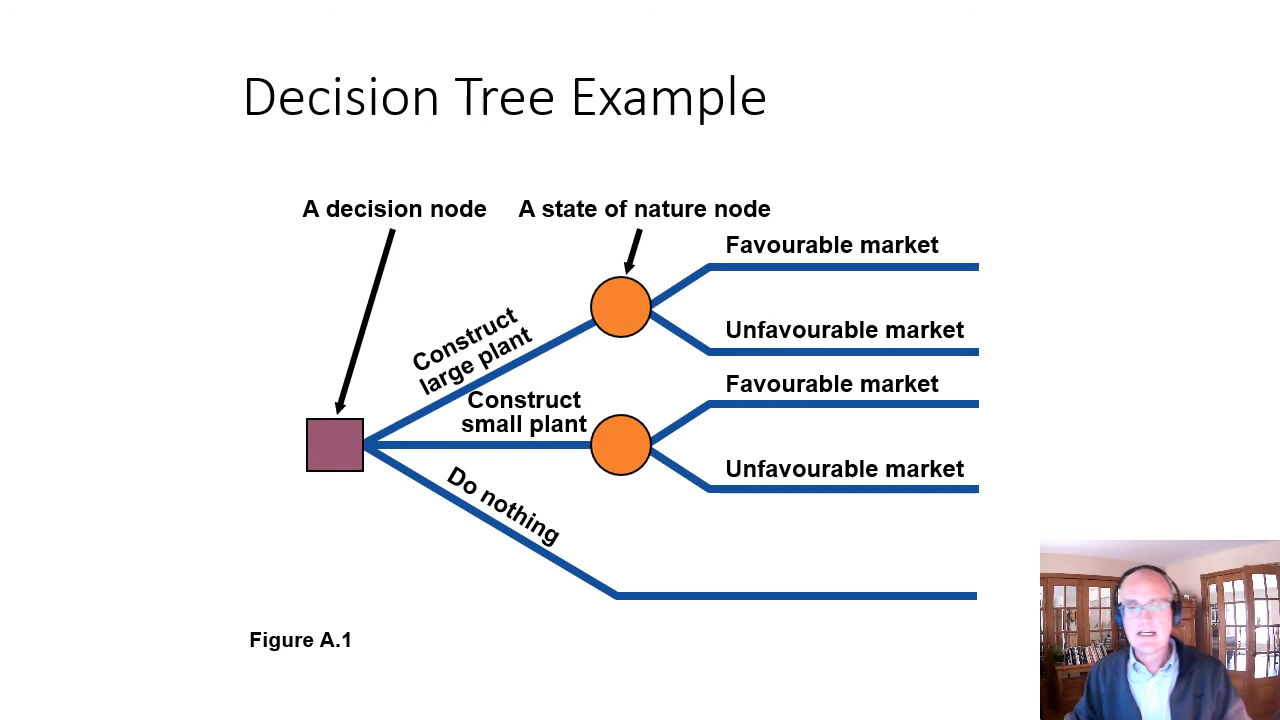 Decision Tree Example
A decision node
A state of nature node
Favourable market
Construct
large plant
Unfavourable market
Favourable market
Construct
small plant
Unfavourable market
Do nothing
Figure A.1